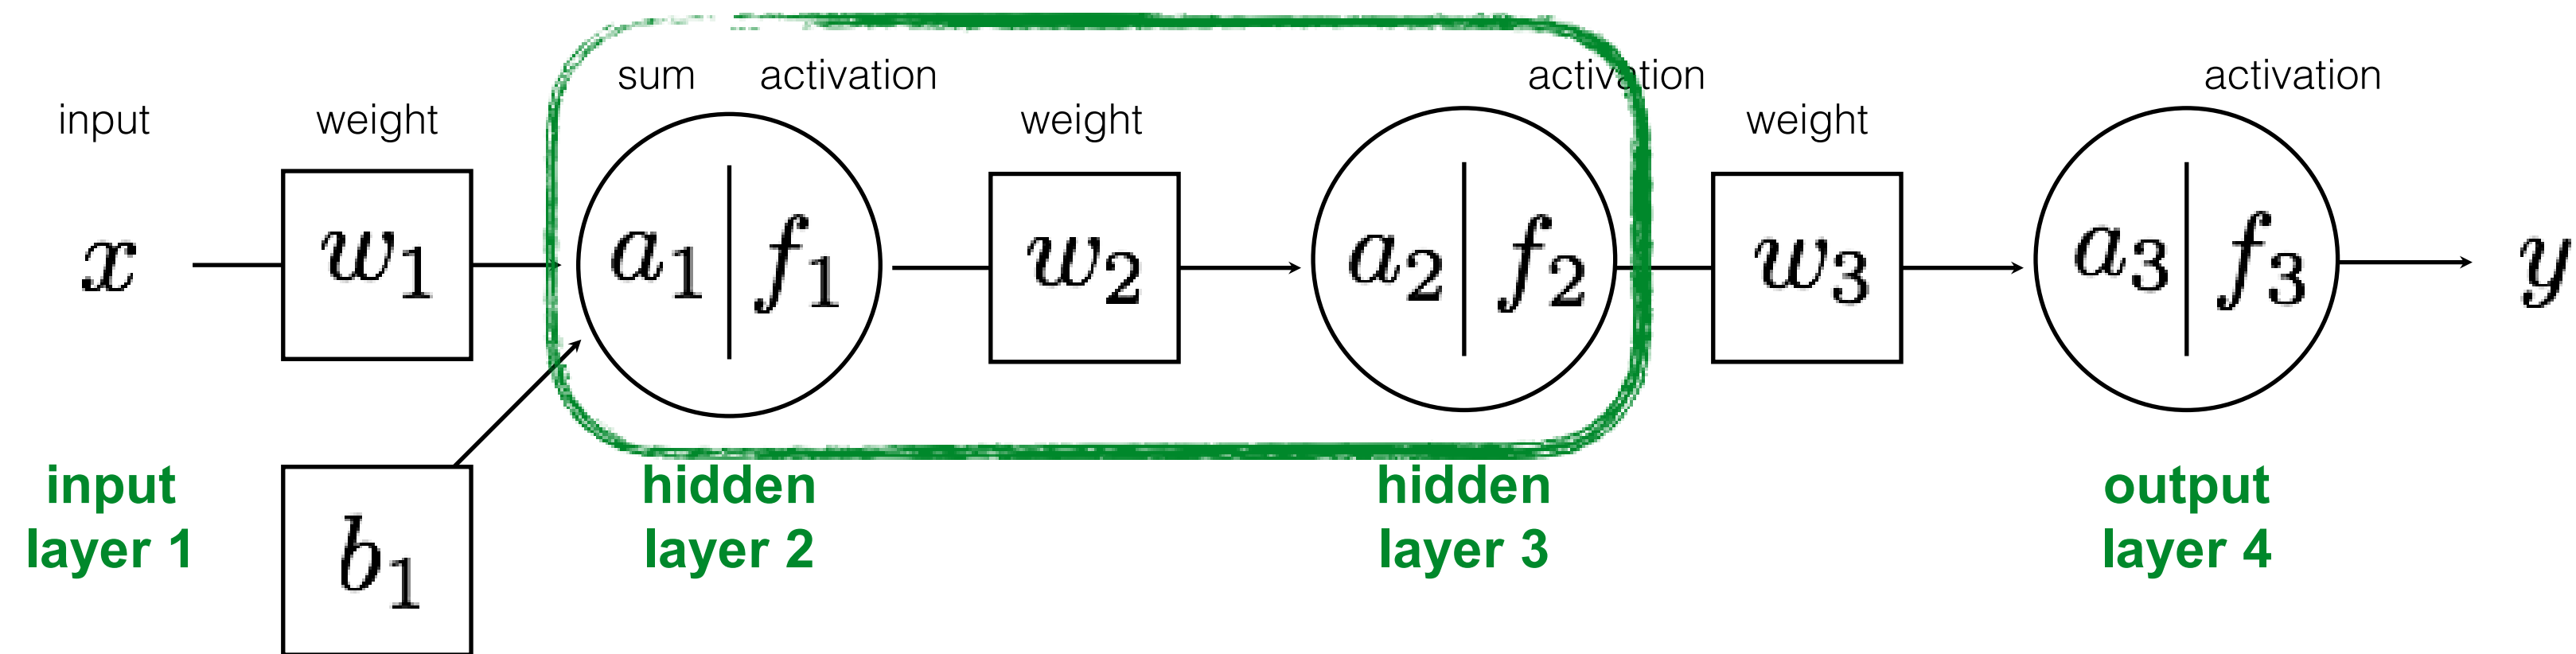 sum activation activation activation
input weight weight weight
x w₁ a₁ | f₁ w₂ a₂ | f₂ w₃ a₃ | f₃ y
input hidden hidden output
layer 1 layer 2 layer 3 layer 4
b₁